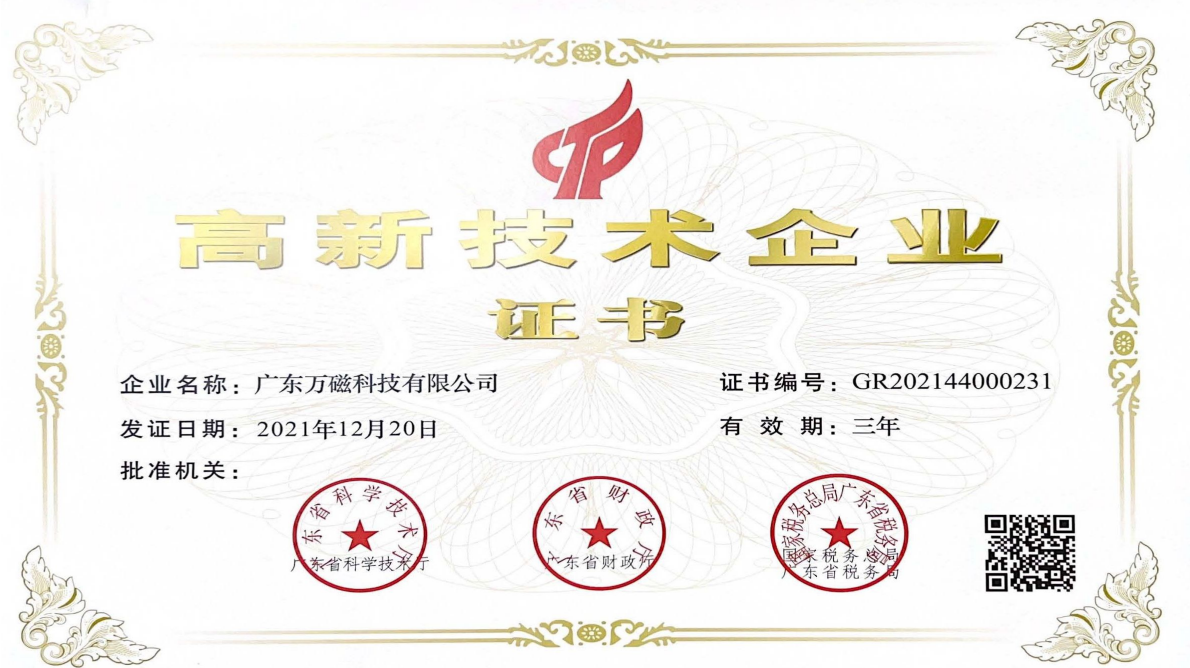 高新技术企业
证书
企业名称：广东万磁科技有限公司
证书编号：GR202144000231
发证日期：2021年12月20日
有效期：三年
批准机关：
广东省科学技术厅
广东省科学技术厅
广东省财政厅
广东省财政厅
国家税务总局广东省税务局
国家税务总局
广东省税务局